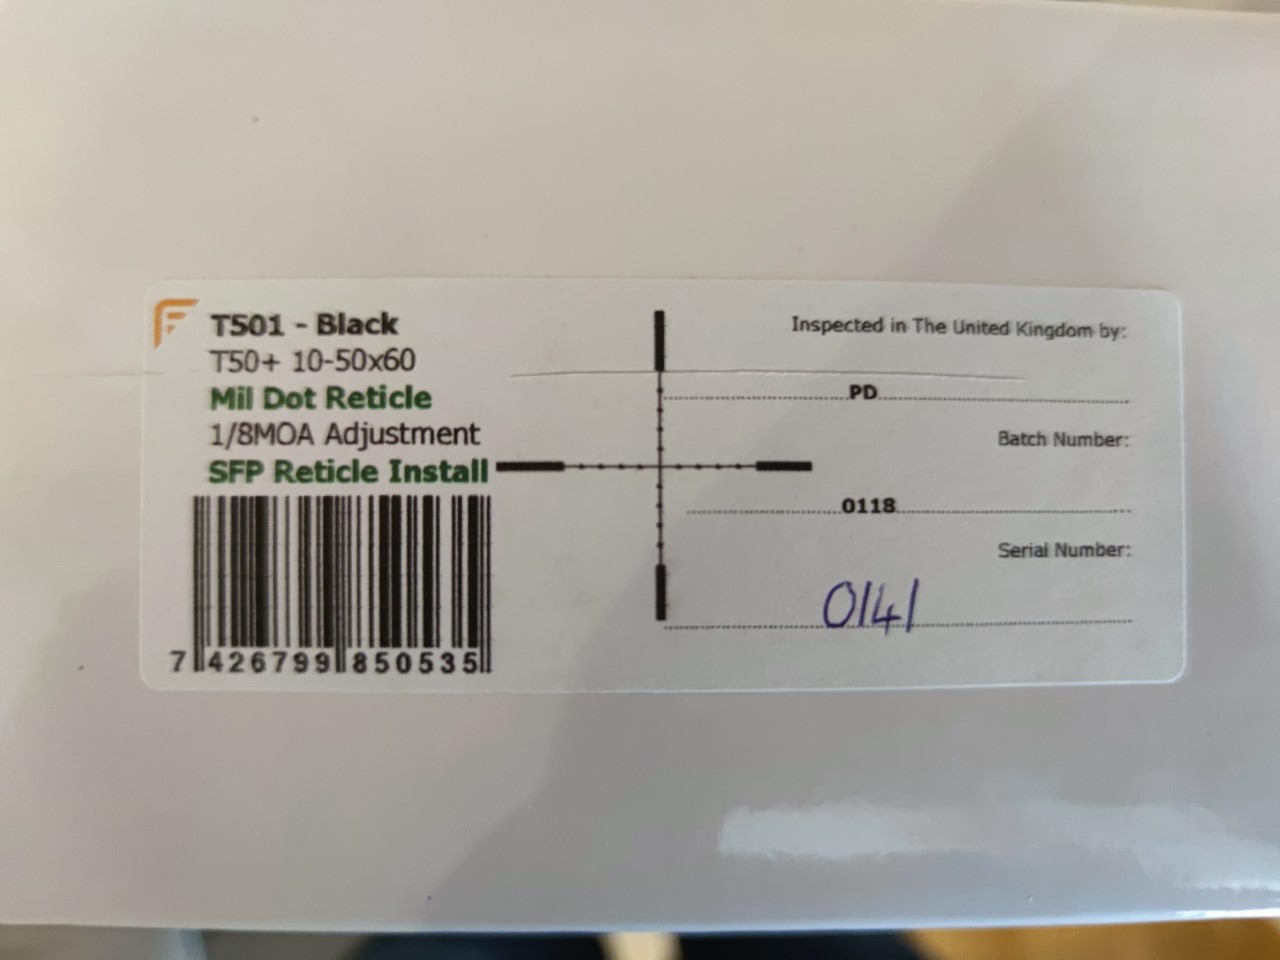 T501 - Black
T50+ 10-50x60
Mil Dot Reticle
1/8MOA Adjustment
SFP Reticle Install
7 426799 850535
Inspected in The United Kingdom by:
PD
Batch Number:
0118
Serial Number:
0141